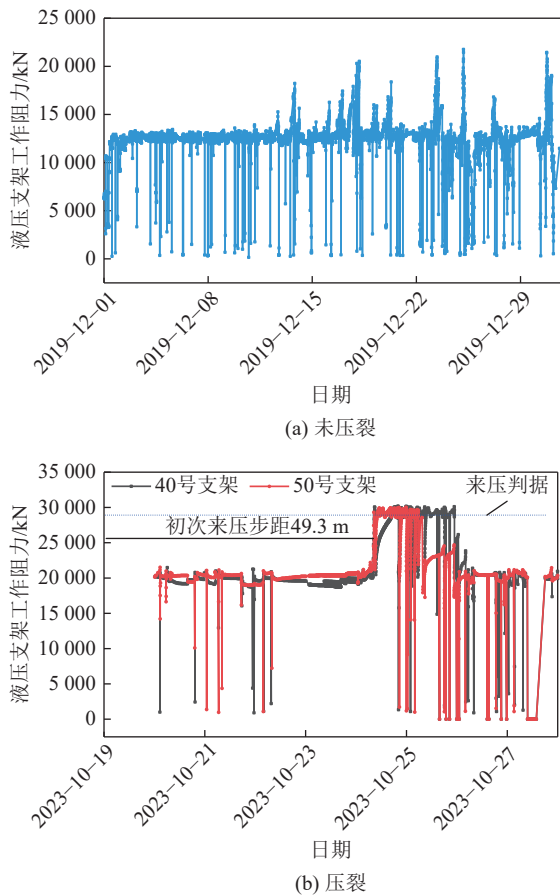 25 000
20 000
15 000
10 000
5 000
0
液压支架工作阻力/kN
2019−12−01
2019−12−08
2019−12−15
2019−12−22
2019−12−29
日期
(a) 未压裂
35 000
30 000
25 000
20 000
15 000
10 000
5 000
0
液压支架工作阻力/kN
40号支架
50号支架
来压判据
初次来压步距49.3 m
2023−10−19
2023−10−21
2023−10−23
2023−10−25
2023−10−27
日期
(b) 压裂